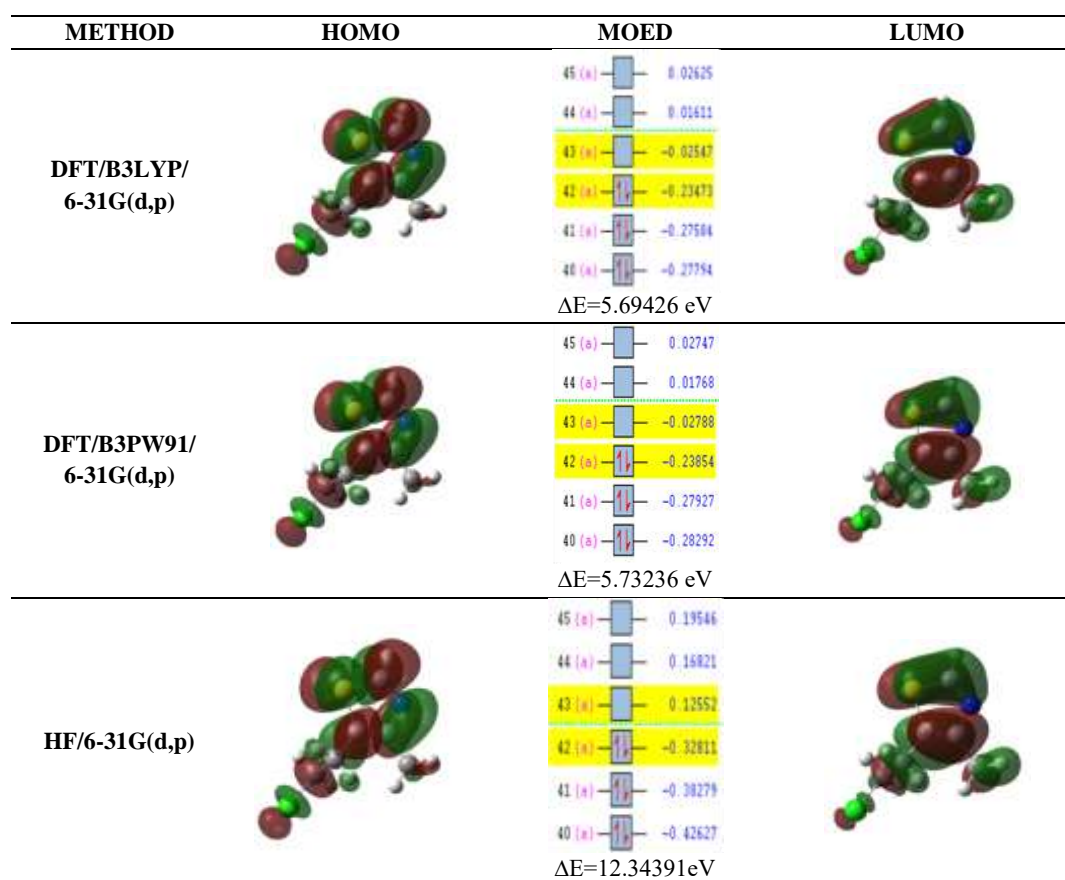 METHOD HOMO MOED LUMO
45 (a) 0.02625
44 (a) 0.01611
43 (a) -0.02547
DFT/B3LYP/
6-31G(d,p)
42 (a) -0.23473
41 (a) -0.27584
40 (a) -0.27794
ΔE=5.69426 eV
45 (a) 0.02747
44 (a) 0.01768
43 (a) -0.02788
DFT/B3PW91/
6-31G(d,p)
42 (a) -0.23854
41 (a) -0.27927
40 (a) -0.28292
ΔE=5.73236 eV
45 (a) 0.19546
44 (a) 0.16821
43 (a) 0.12552
HF/6-31G(d,p)
42 (a) -0.32811
41 (a) -0.38279
40 (a) -0.42627
ΔE=12.34391eV